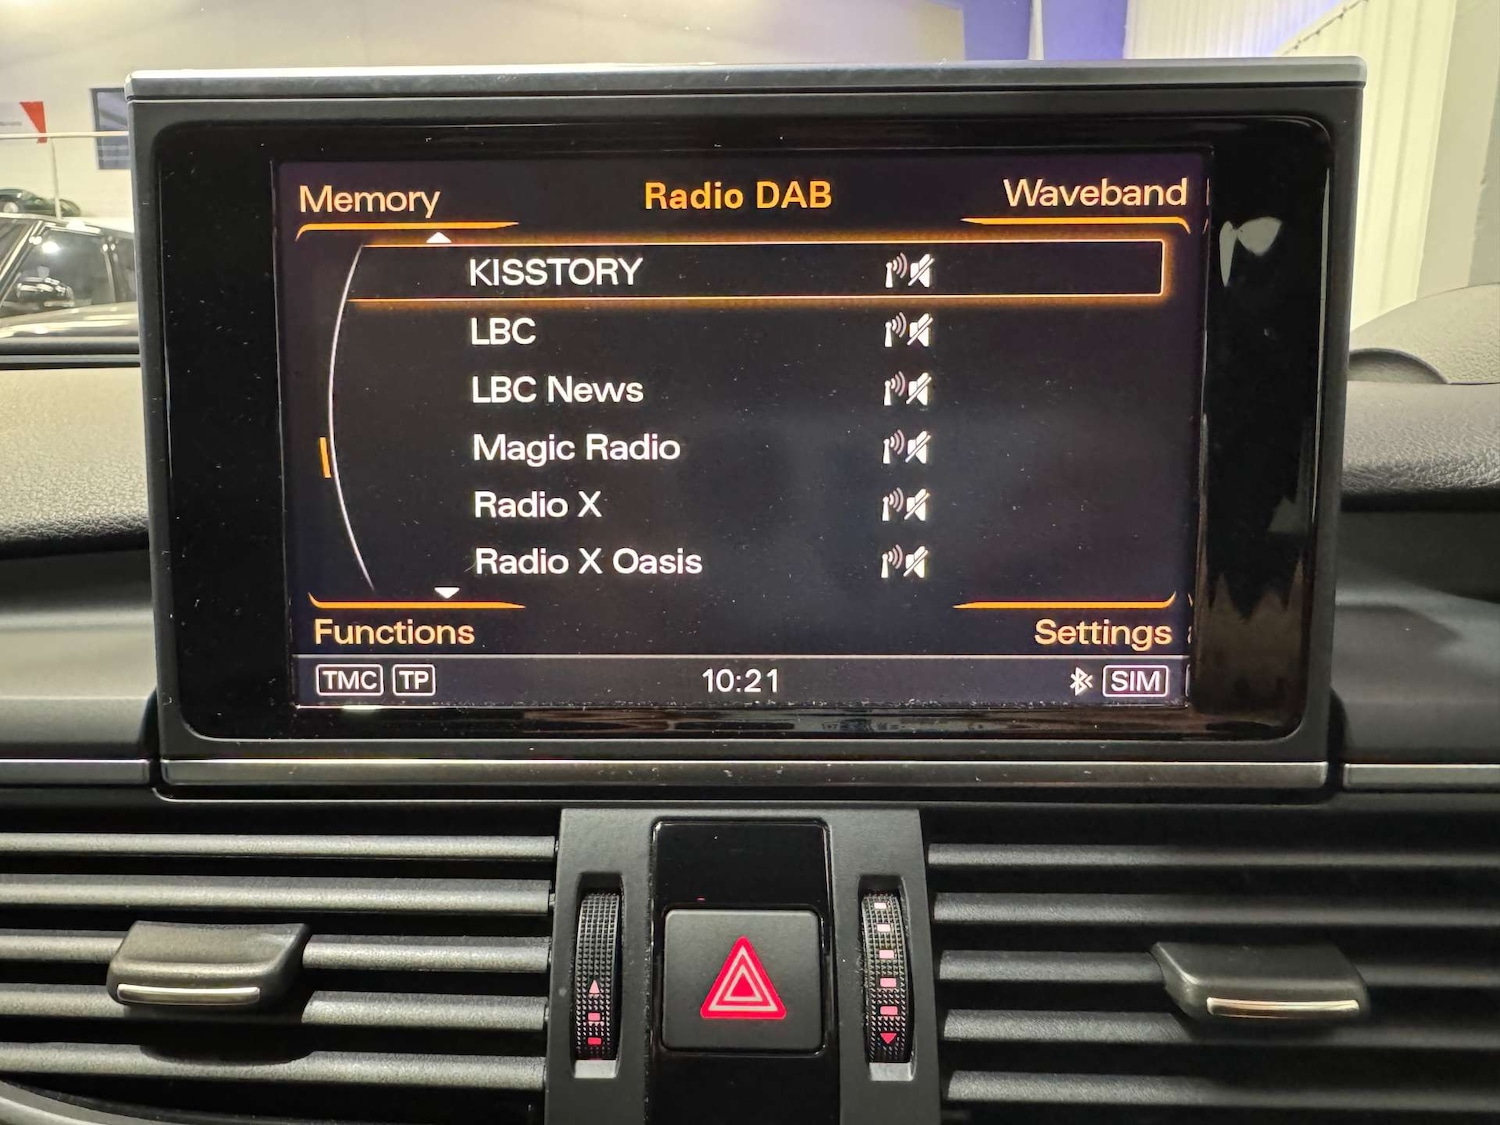 Memory Radio DAB Waveband
KISSTORY
LBC
LBC News
Magic Radio
Radio X
Radio X Oasis
Functions Settings
TMC TP 10:21 SIM